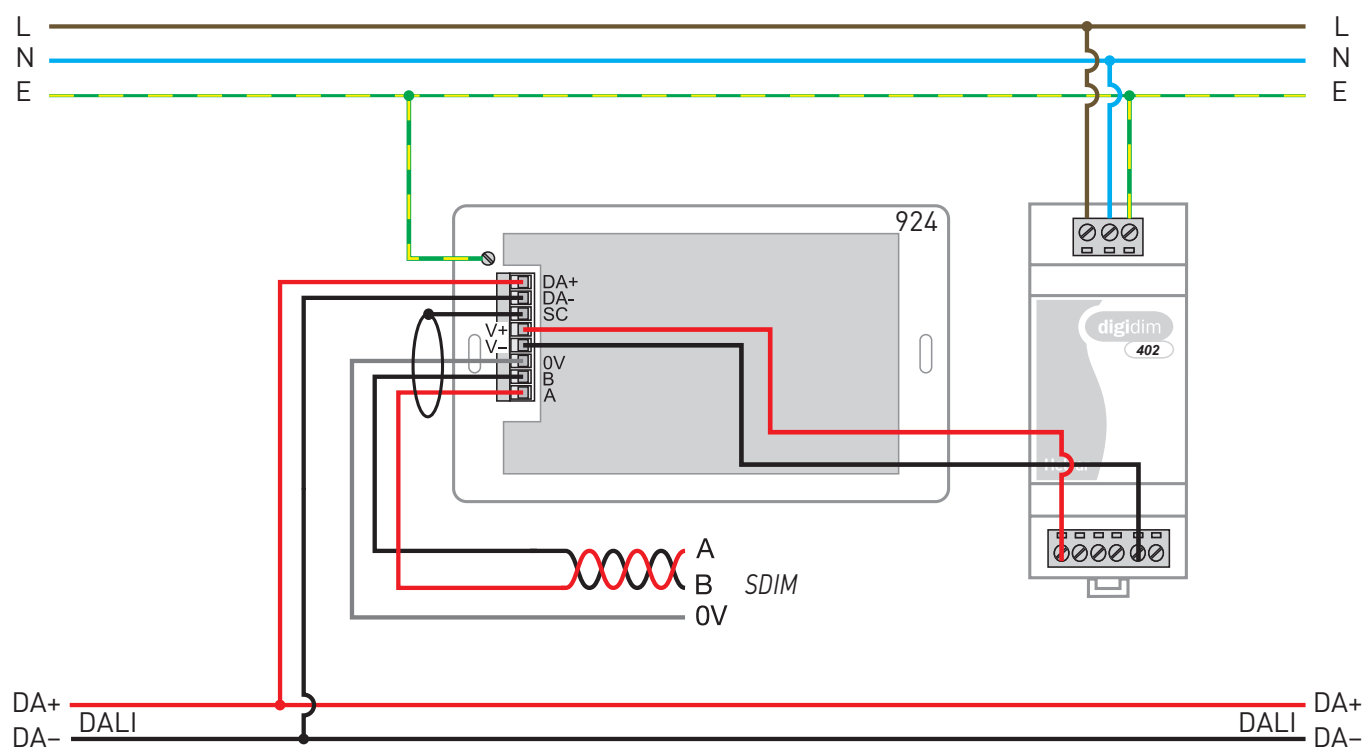 L L
N N
E E
924
DA+
DA-
SC
V+
V–
0V
B
A
digidim
402
A
B SDIM
0V
DA+ DA+
DALI DALI
DA– DA–